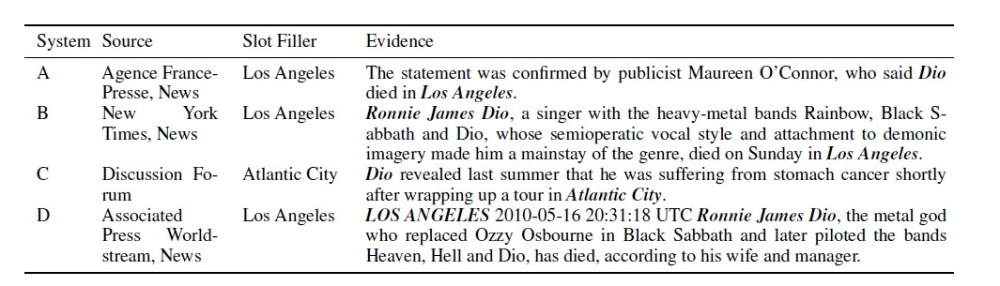 System Source Slot Filler Evidence
A Agence France- Los Angeles The statement was confirmed by publicist Maureen O’Connor, who said Dio
Presse, News died in Los Angeles.
B New York Los Angeles Ronnie James Dio, a singer with the heavy-metal bands Rainbow, Black S-
Times, News abbath and Dio, whose semioperatic vocal style and attachment to demonic
imagery made him a mainstay of the genre, died on Sunday in Los Angeles.
C Discussion Fo- Atlantic City Dio revealed last summer that he was suffering from stomach cancer shortly
rum after wrapping up a tour in Atlantic City.
D Associated Los Angeles LOS ANGELES 2010-05-16 20:31:18 UTC Ronnie James Dio, the metal god
Press World- who replaced Ozzy Osbourne in Black Sabbath and later piloted the bands
stream, News Heaven, Hell and Dio, has died, according to his wife and manager.